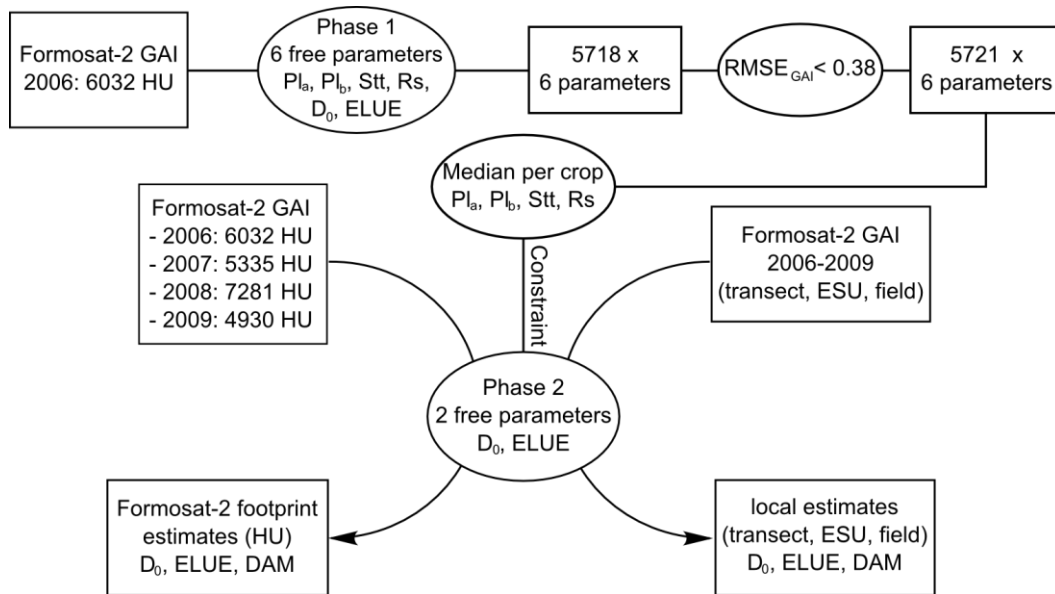 Formosat-2 GAI
2006: 6032 HU
Phase 1
6 free parameters
Plₐ, Pl_b, Stt, Rs,
D₀, ELUE
5718 x
6 parameters
RMSE_GAI< 0.38
5721 x
6 parameters
Median per crop
Plₐ, Pl_b, Stt, Rs
Formosat-2 GAI
- 2006: 6032 HU
- 2007: 5335 HU
- 2008: 7281 HU
- 2009: 4930 HU
Constraint
Formosat-2 GAI
2006-2009
(transect, ESU, field)
Phase 2
2 free parameters
D₀, ELUE
Formosat-2 footprint
estimates (HU)
D₀, ELUE, DAM
local estimates
(transect, ESU, field)
D₀, ELUE, DAM